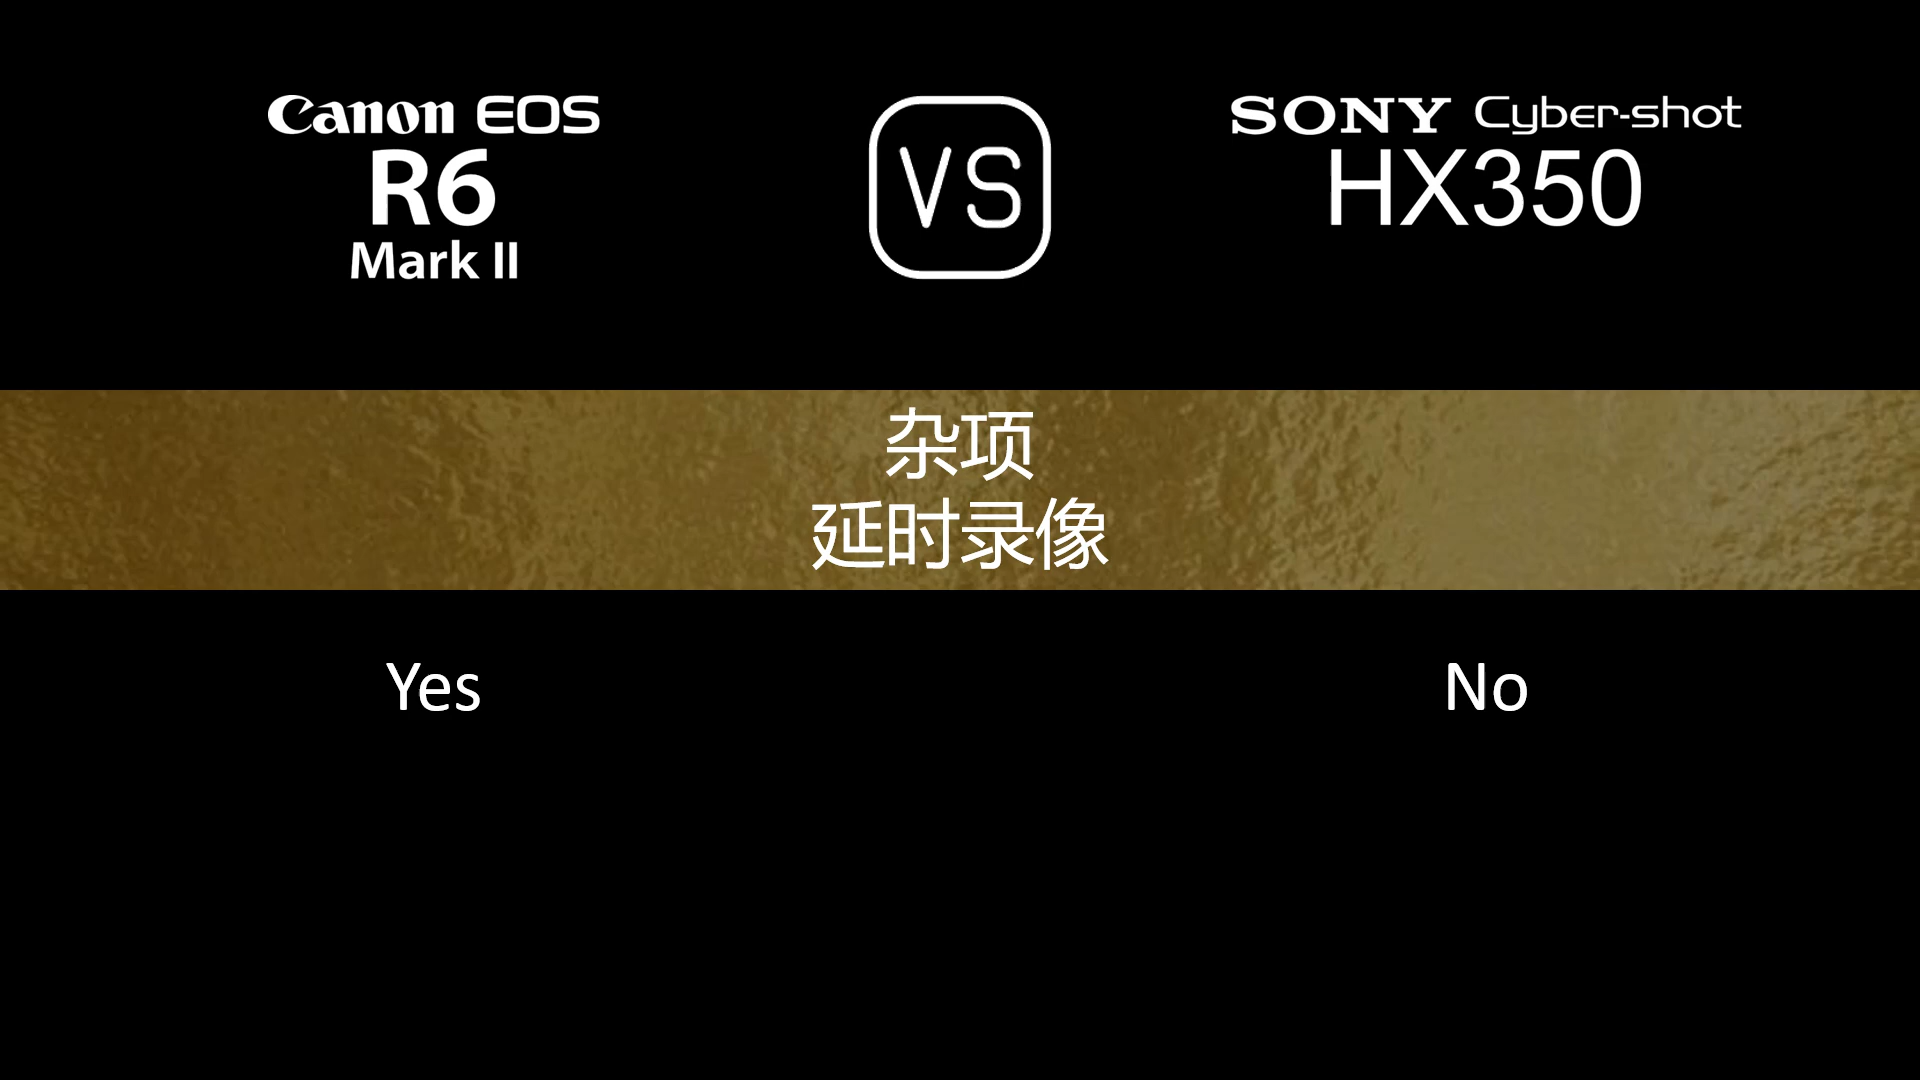 Canon EOS
R6
Mark II
VS
SONY Cyber-shot
HX350
杂项
延时录像
Yes
No